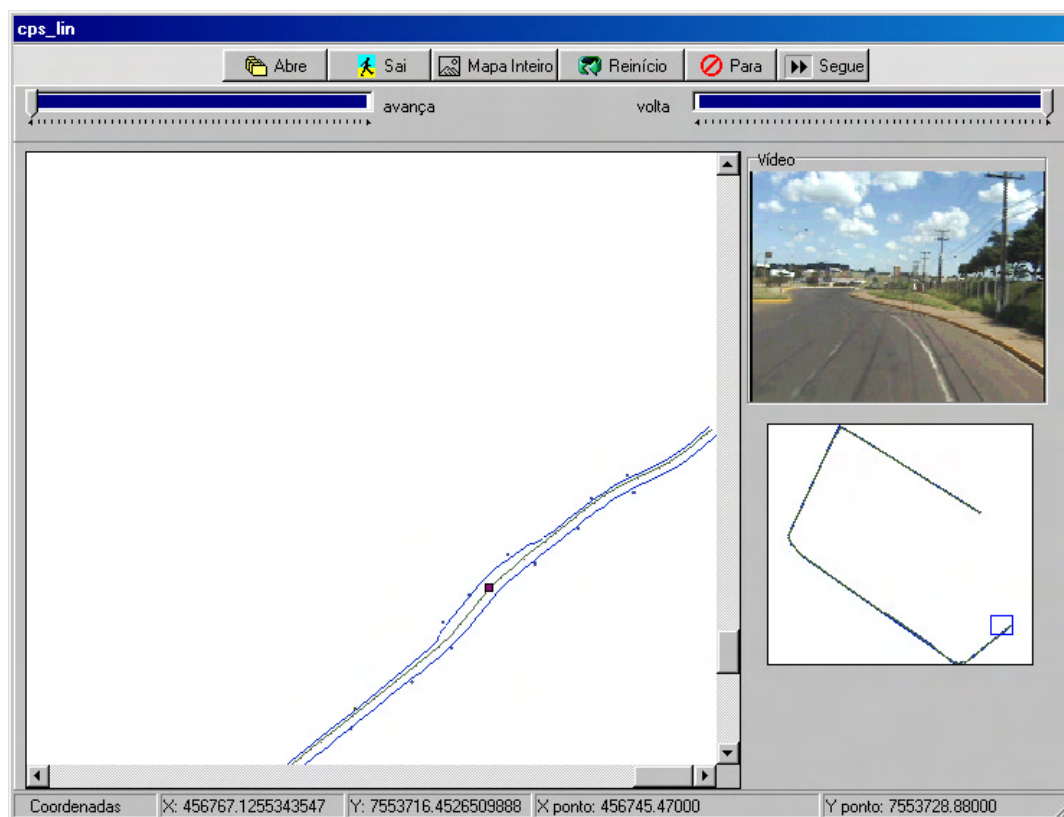 cps_lin
Abre Sai Mapa Inteiro Reinício Para Segue
avança volta
Vídeo
Coordenadas X: 456767.1255343547 Y: 7553716.4526509888 X ponto: 456745.47000 Y ponto: 7553728.88000